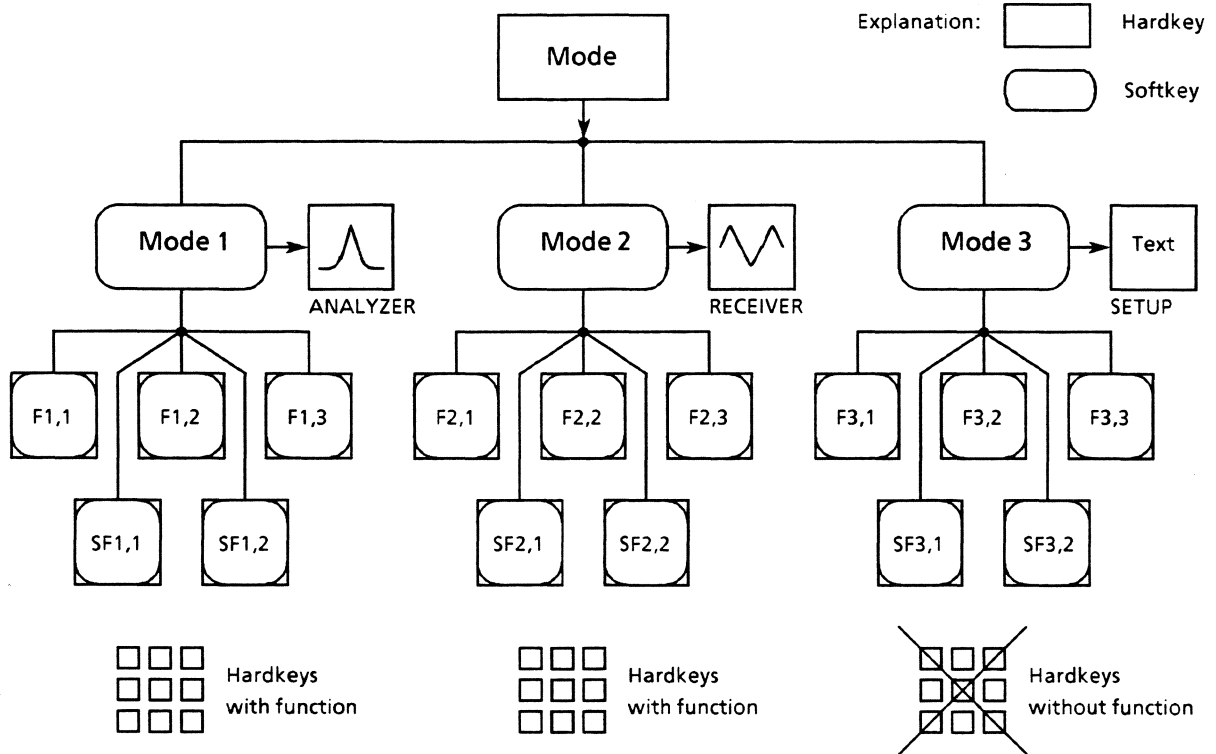 Explanation:
Hardkey
Mode
Softkey
Mode 1
ANALYZER
Mode 2
RECEIVER
Mode 3
Text
SETUP
F1,1
F1,2
F1,3
F2,1
F2,2
F2,3
F3,1
F3,2
F3,3
SF1,1
SF1,2
SF2,1
SF2,2
SF3,1
SF3,2
Hardkeys
with function
Hardkeys
with function
Hardkeys
without function